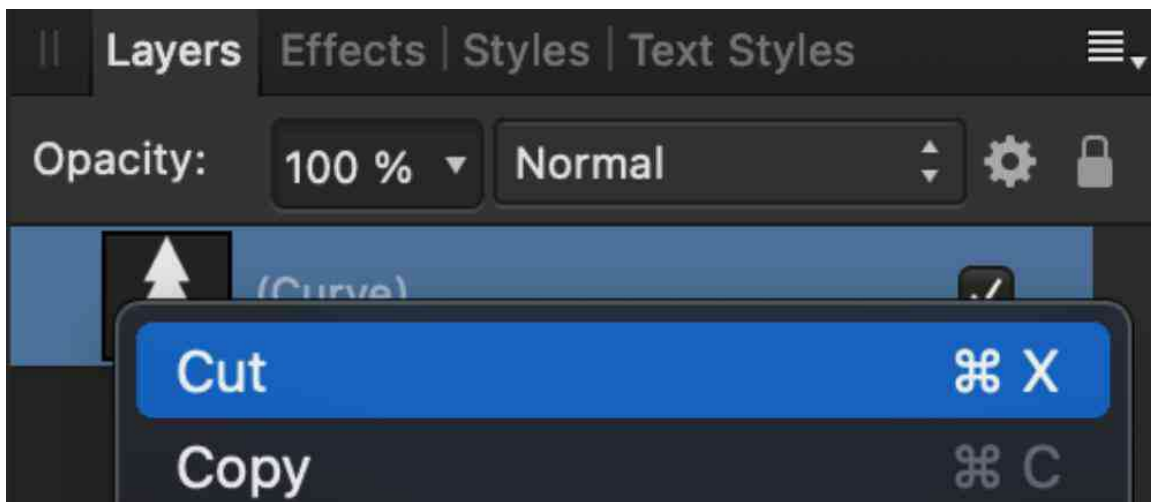 Layers Effects | Styles | Text Styles
Opacity: 100 % Normal
(Curve)
Cut ⌘ X
Copy ⌘ C